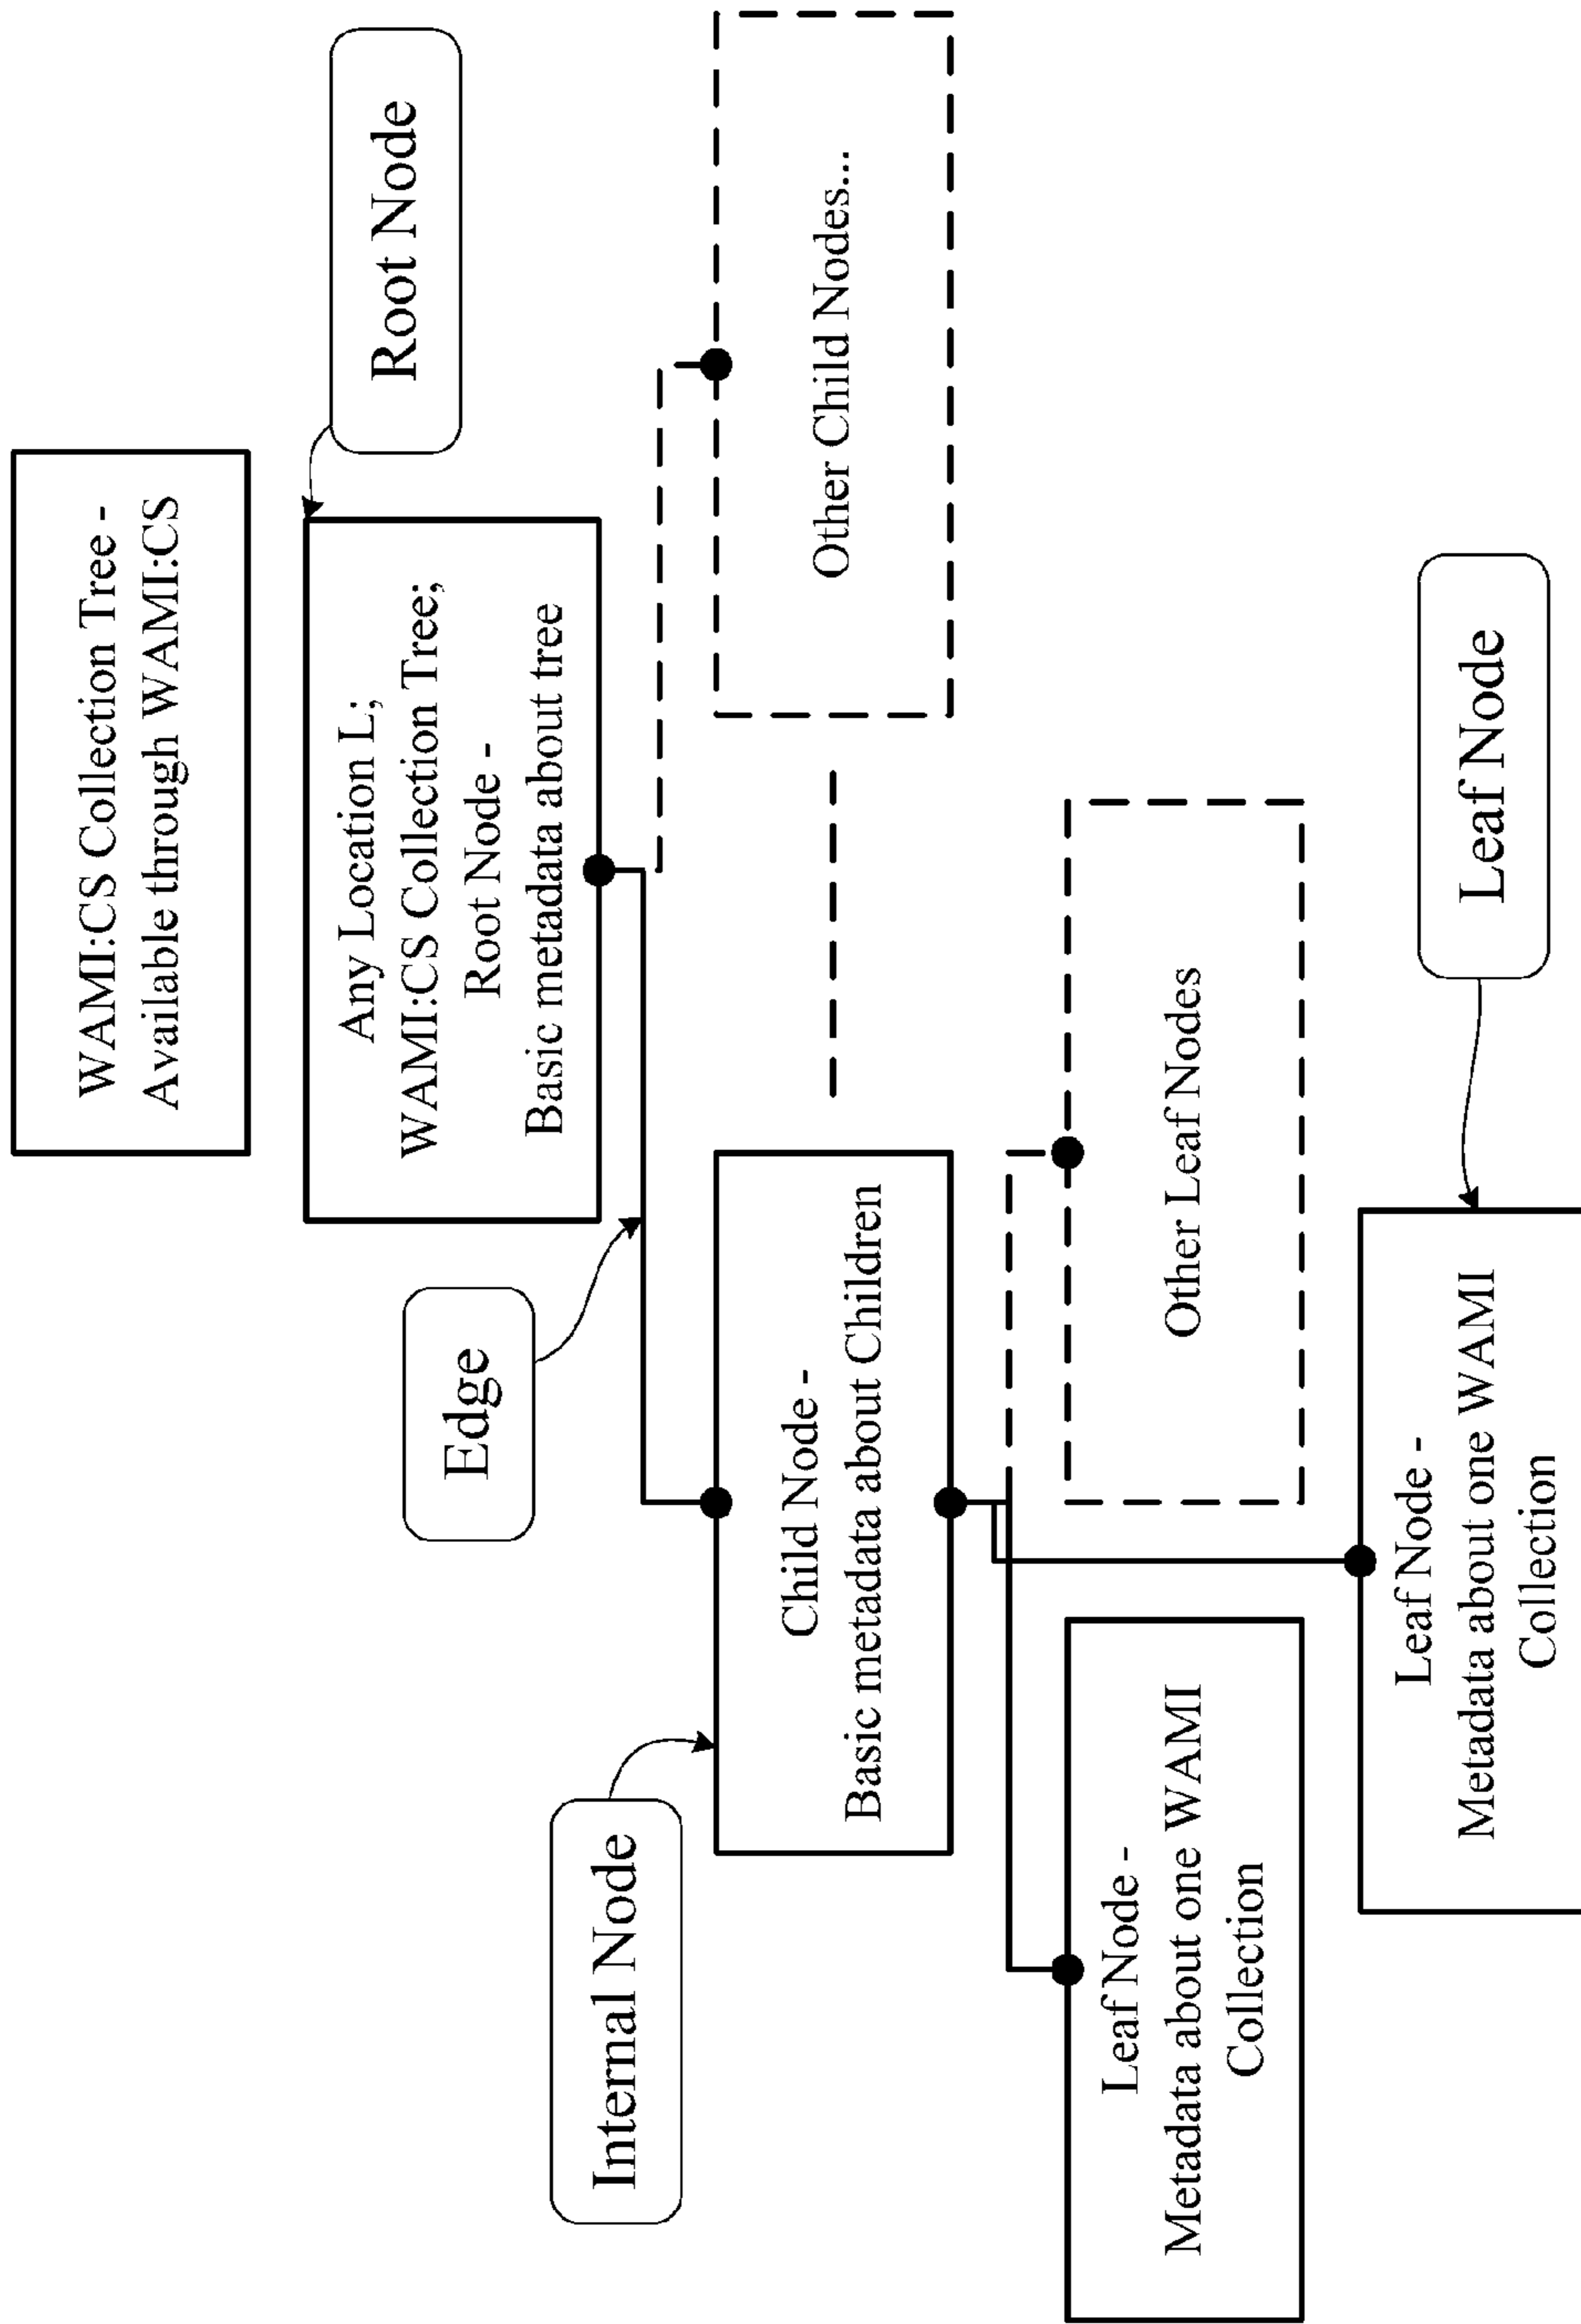 WAMI:CS Collection Tree -
Available through WAMI:CS
Root Node
Any Location L;
WAMI:CS Collection Tree;
Root Node -
Basic metadata about tree
Edge
Internal Node
Child Node -
Basic metadata about Children
Other Child Nodes...
Leaf Node -
Metadata about one WAMI
Collection
Other Leaf Nodes
Leaf Node -
Metadata about one WAMI
Collection
Leaf Node